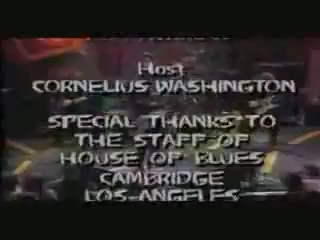 Host
CORNELIUS WASHINGTON
SPECIAL THANKS TO
THE STAFF OF
HOUSE OF BLUES
CAMBRIDGE
LOS ANGELES